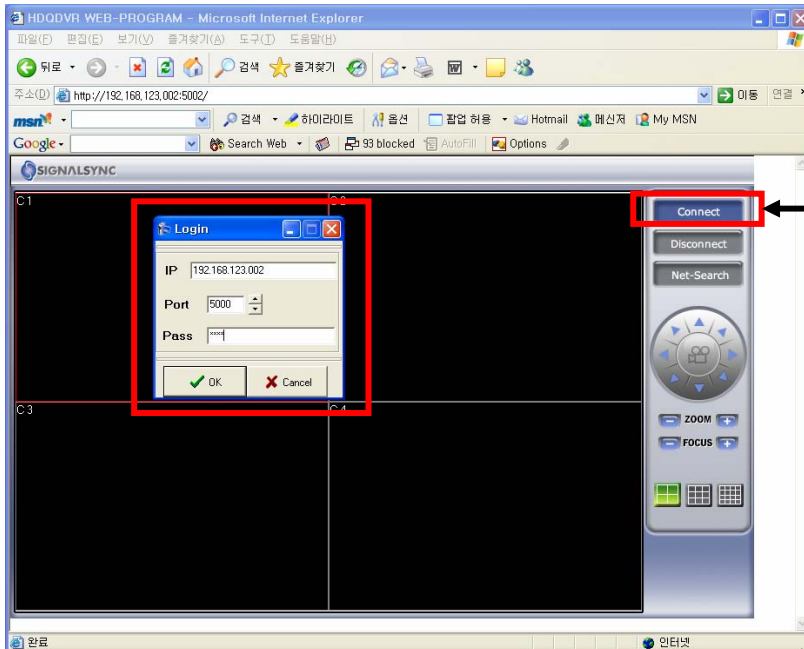 HDQDVR WEB-PROGRAM - Microsoft Internet Explorer
파일(F) 편집(E) 보기(V) 즐겨찾기(A) 도구(T) 도움말(H)
뒤로 검색 즐겨찾기
주소(D) http://192,168,123,002:5002/ 이동 연결 »
msn 검색 하이라이트 옵션 팝업 허용 Hotmail 메신저 My MSN
Google Search Web 93 blocked AutoFill Options
SIGNALSYNC
C1
Connect
Login
Disconnect
IP 192.168.123.002
Net-Search
Port 5000
Pass ****
OK Cancel
C3
ZOOM
FOCUS
완료 인터넷